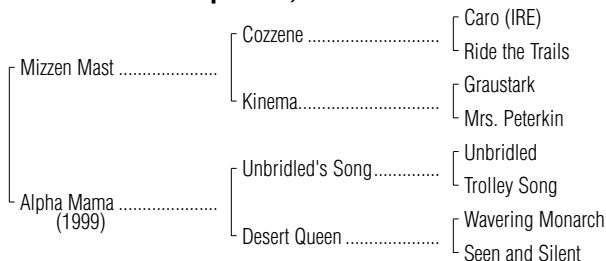 Caro (IRE)
Cozzene ..............................
Ride the Trails
Mizzen Mast ......................
Graustark
Kinema................................
Mrs. Peterkin
Unbridled
Unbridled's Song...............
Trolley Song
Alpha Mama ......................
(1999)
Wavering Monarch
Desert Queen .....................
Seen and Silent